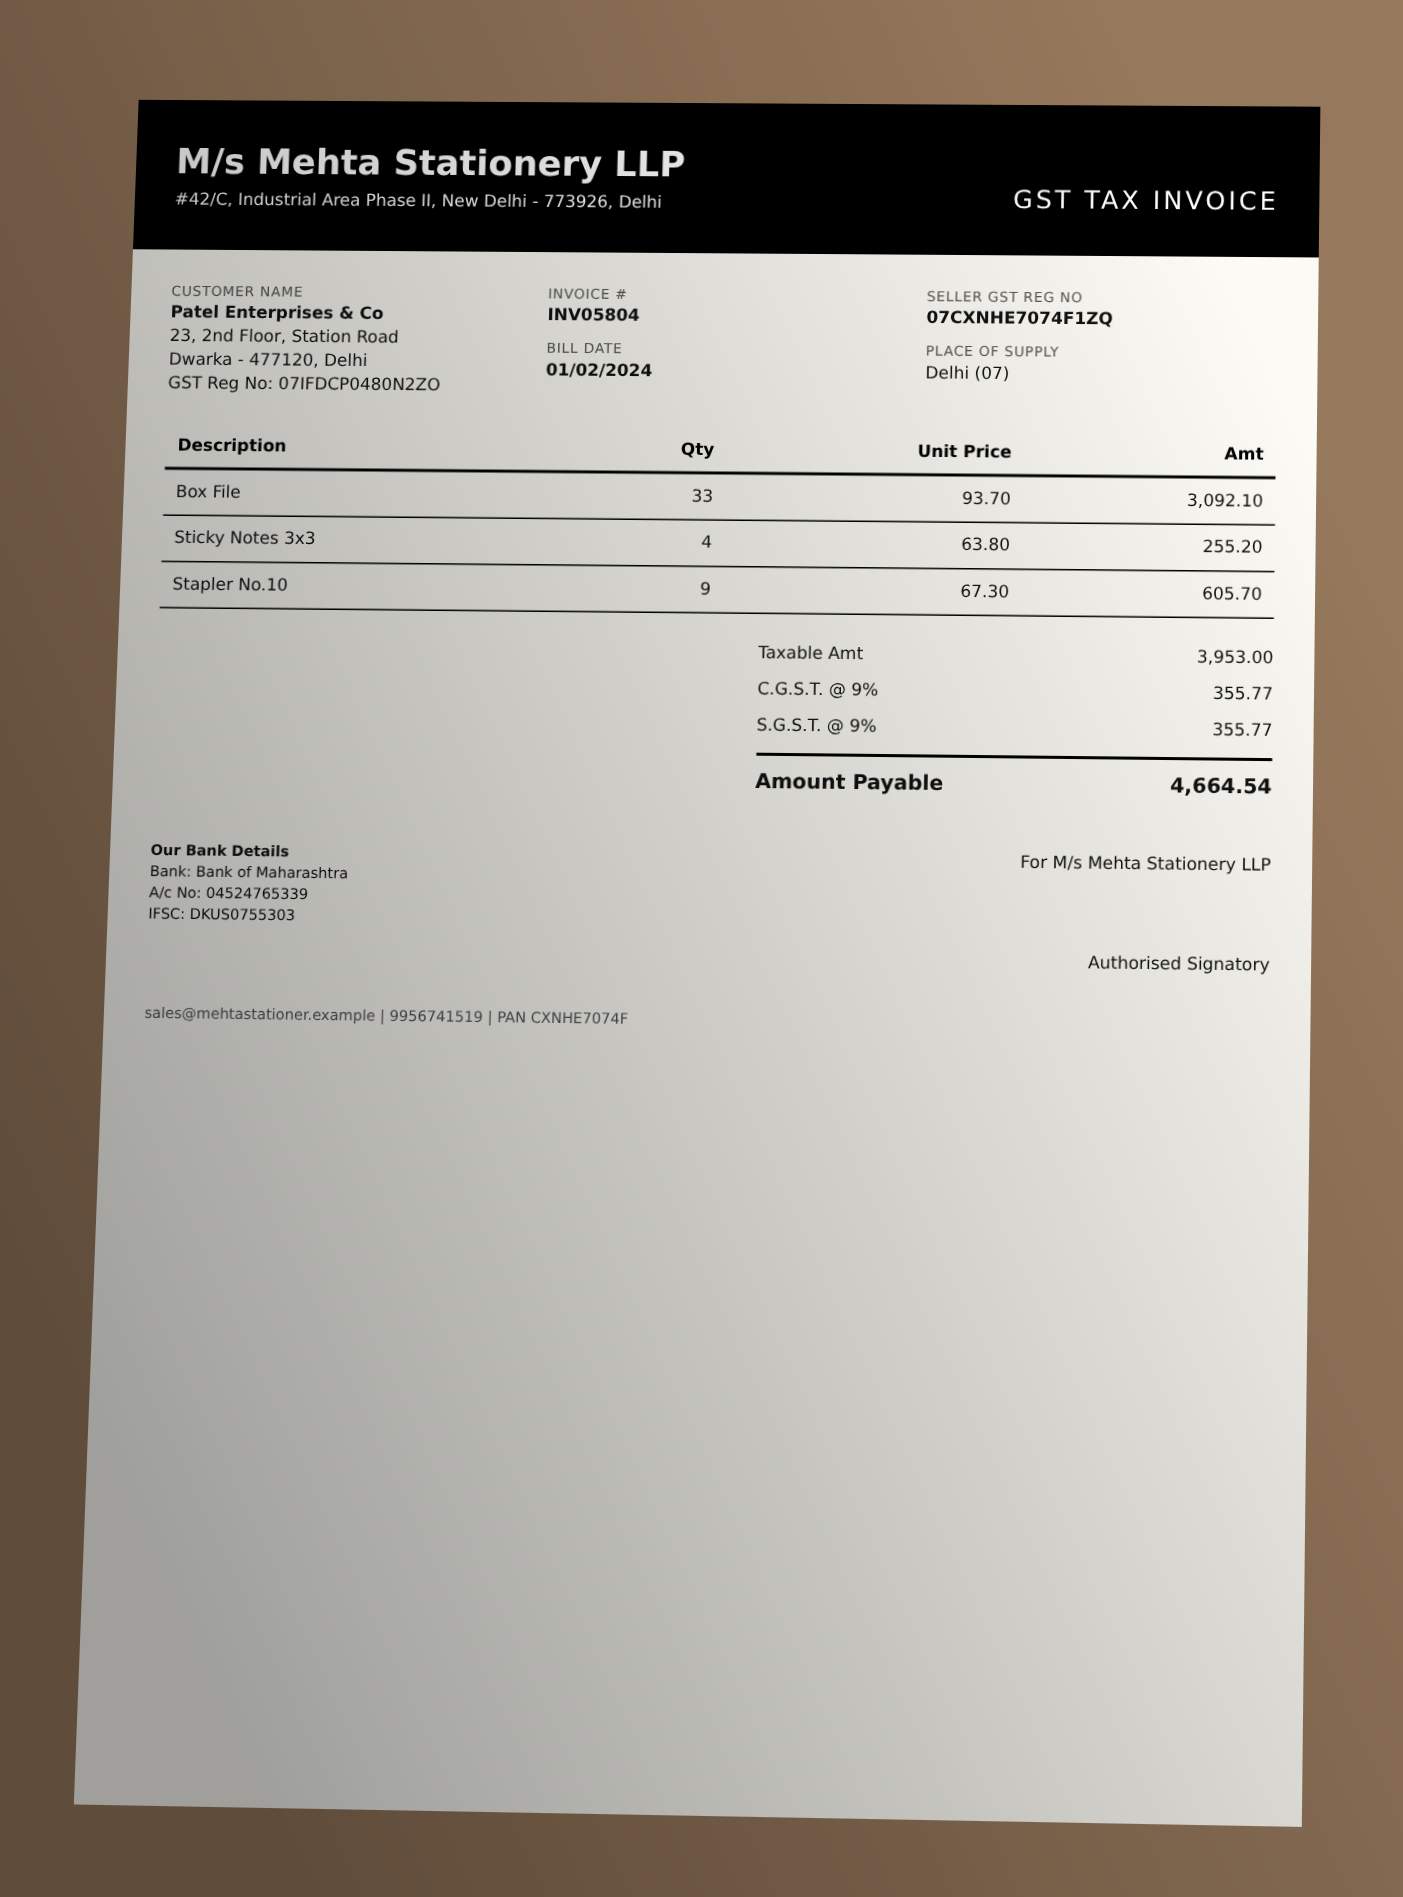 M/s Mehta Stationery LLP
#42/C, Industrial Area Phase II, New Delhi - 773926, Delhi
GST TAX INVOICE
CUSTOMER NAME
Patel Enterprises & Co
23, 2nd Floor, Station Road
Dwarka - 477120, Delhi
GST Reg No: 07IFDCP0480N2ZO
INVOICE #
INV05804
BILL DATE
01/02/2024
SELLER GST REG NO
07CXNHE7074F1ZQ
PLACE OF SUPPLY
Delhi (07)
Description Qty Unit Price Amt
Box File 33 93.70 3,092.10
Sticky Notes 3x3 4 63.80 255.20
Stapler No.10 9 67.30 605.70
Taxable Amt 3,953.00
C.G.S.T. @ 9% 355.77
S.G.S.T. @ 9% 355.77
Amount Payable 4,664.54
Our Bank Details
Bank: Bank of Maharashtra
A/c No: 04524765339
IFSC: DKUS0755303
For M/s Mehta Stationery LLP
Authorised Signatory
sales@mehtastationer.example | 9956741519 | PAN CXNHE7074F